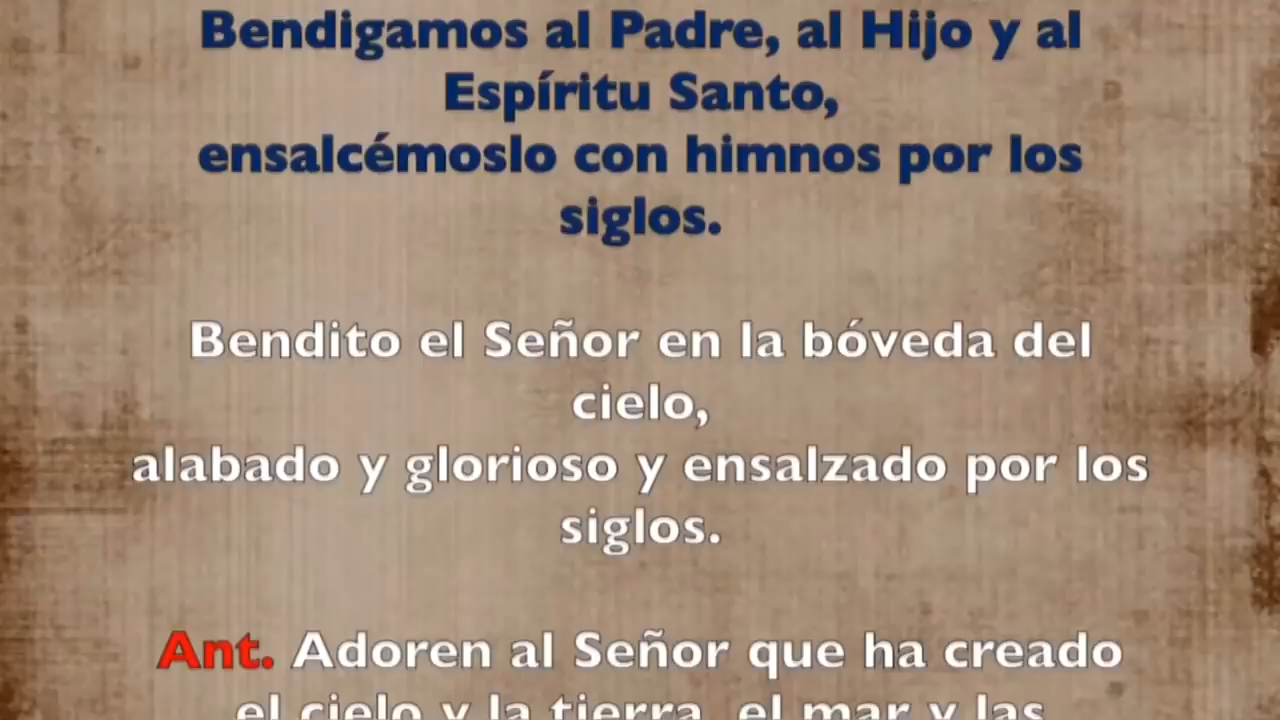 Bendigamos al Padre, al Hijo y al
Espíritu Santo,
ensalcémoslo con himnos por los
siglos.
Bendito el Señor en la bóveda del
cielo,
alabado y glorioso y ensalzado por los
siglos.
Ant. Adoren al Señor que ha creado
el cielo y la tierra, el mar y las